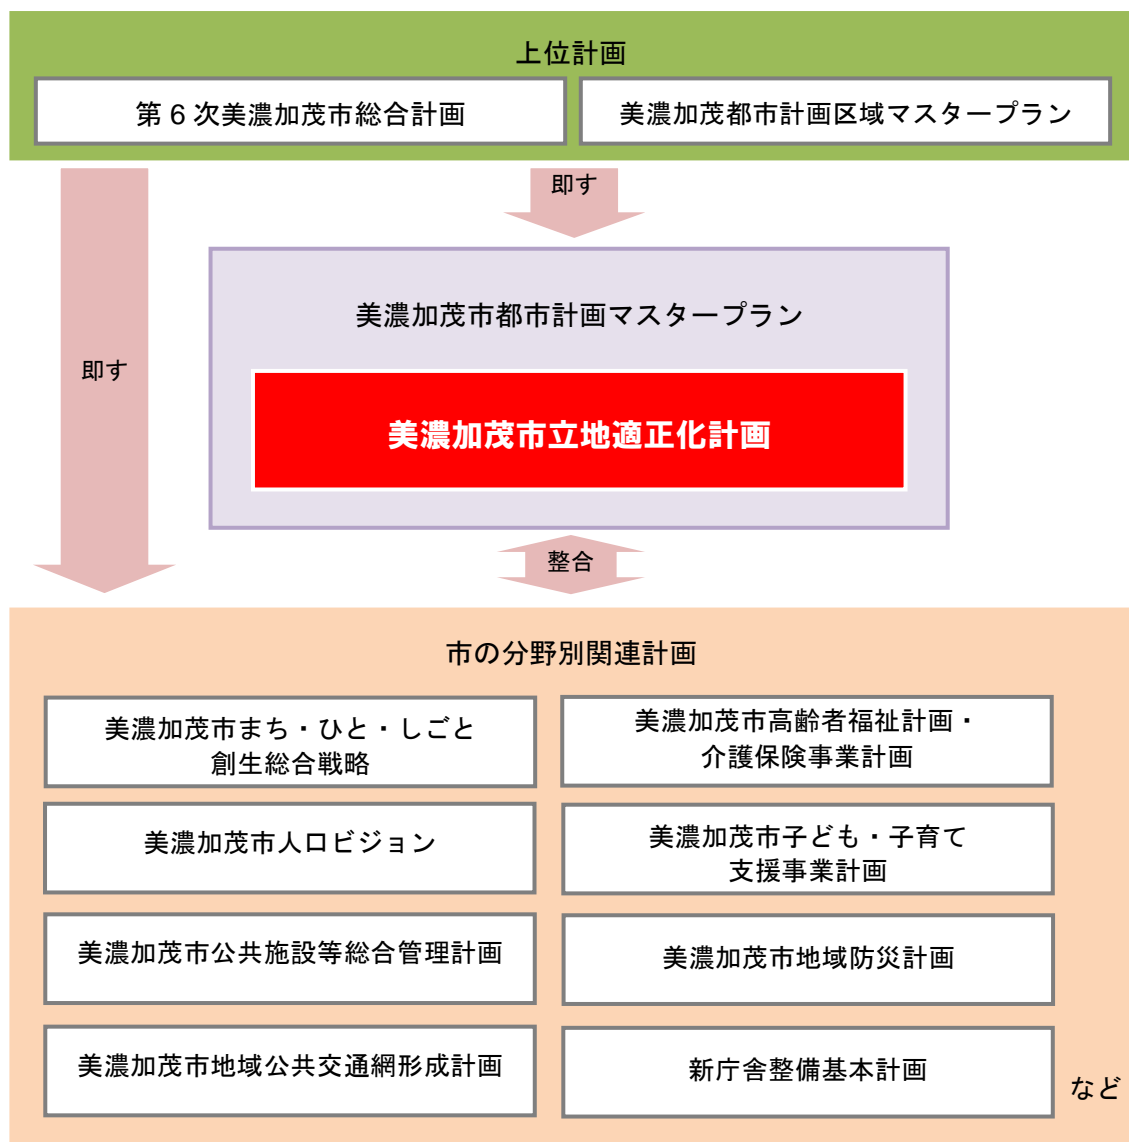 上位計画
第6次美濃加茂市総合計画
美濃加茂都市計画区域マスタープラン
即す
即す
美濃加茂市都市計画マスタープラン
美濃加茂市立地適正化計画
整合
市の分野別関連計画
美濃加茂市まち・ひと・しごと
創生総合戦略
美濃加茂市高齢者福祉計画・
介護保険事業計画
美濃加茂市人口ビジョン
美濃加茂市子ども・子育て
支援事業計画
美濃加茂市公共施設等総合管理計画
美濃加茂市地域防災計画
美濃加茂市地域公共交通網形成計画
新庁舎整備基本計画
など